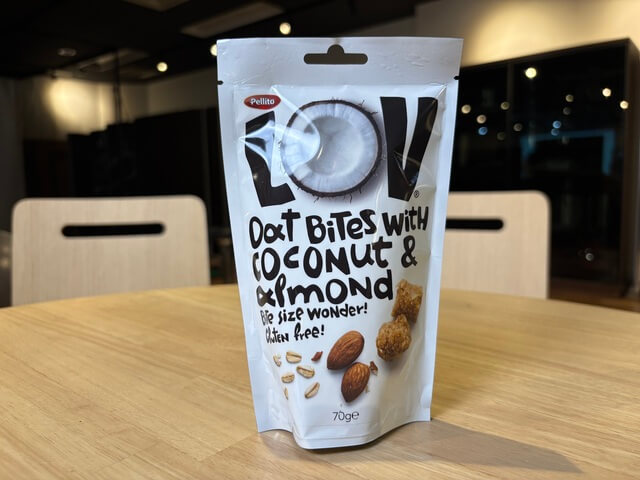 Pellito
LOV®
Oat Bites with
coconut &
almond
Bite size wonder!
Gluten free!
70g℮